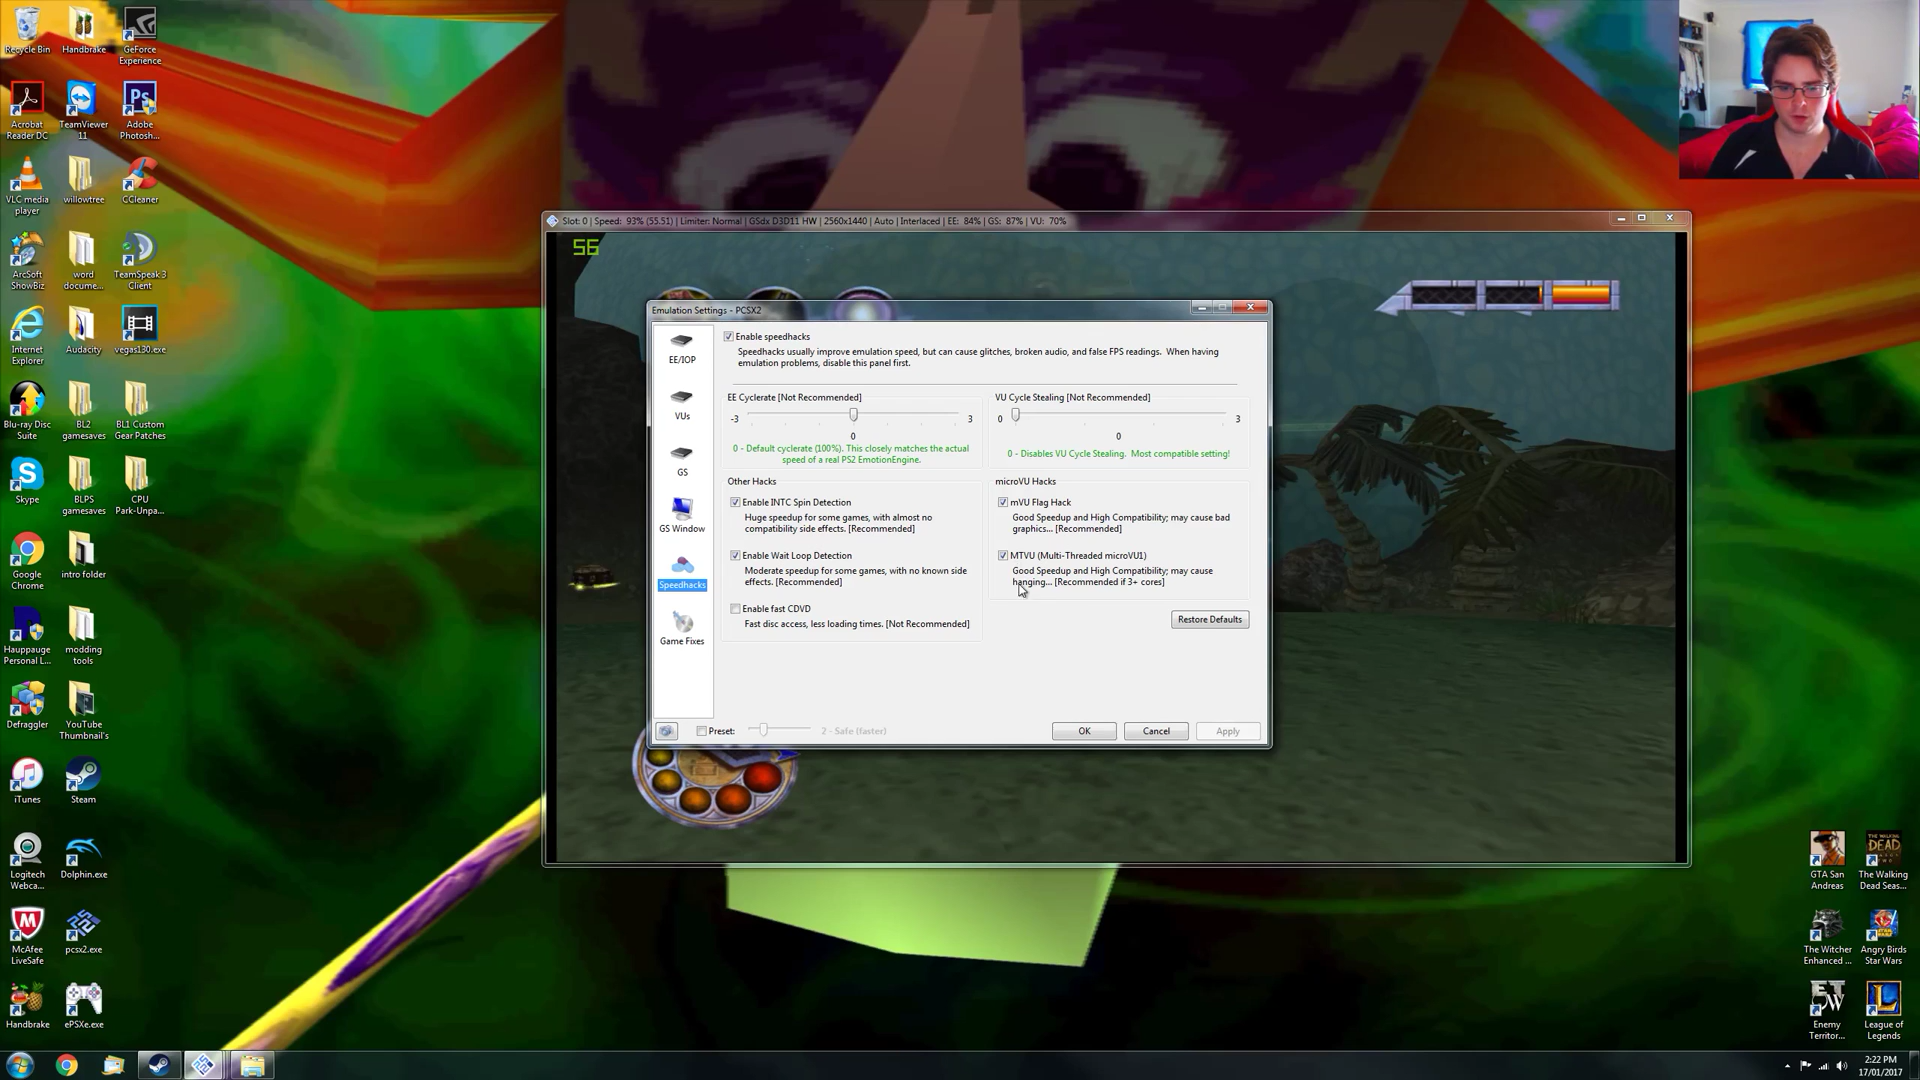 Recycle Bin
Handbrake
GeForce
Experience
Acrobat
Reader DC
TeamViewer
11
Adobe
Photosh...
VLC media
player
willowtree
CCleaner
ArcSoft
ShowBiz
word
docume...
TeamSpeak 3
Client
Internet
Explorer
Audacity
vegas130.exe
Blu-ray Disc
Suite
BL2
gamesaves
BL1 Custom
Gear Patches
Skype
BLPS
gamesaves
CPU
Park-Unpa...
Google
Chrome
intro folder
Hauppauge
Personal L...
modding
tools
Defraggler
YouTube
Thumbnail's
iTunes
Steam
Logitech
Webca...
Dolphin.exe
McAfee
LiveSafe
pcsx2.exe
Handbrake
ePSXe.exe
Slot: 0 | Speed: 93% (55.51) | Limiter: Normal | GSdx D3D11 HW | 2560x1440 | Auto | Interlaced | EE: 84% | GS: 87% | VU: 70%
56
Emulation Settings - PCSX2
EE/IOP
VUs
GS
GS Window
Speedhacks
Game Fixes
Enable speedhacks
Speedhacks usually improve emulation speed, but can cause glitches, broken audio, and false FPS readings. When having
emulation problems, disable this panel first.
EE Cyclerate [Not Recommended]
-3
3
0
0 - Default cyclerate (100%). This closely matches the actual
speed of a real PS2 EmotionEngine.
VU Cycle Stealing [Not Recommended]
0
3
0
0 - Disables VU Cycle Stealing. Most compatible setting!
Other Hacks
Enable INTC Spin Detection
Huge speedup for some games, with almost no
compatibility side effects. [Recommended]
Enable Wait Loop Detection
Moderate speedup for some games, with no known side
effects. [Recommended]
Enable fast CDVD
Fast disc access, less loading times. [Not Recommended]
microVU Hacks
mVU Flag Hack
Good Speedup and High Compatibility; may cause bad
graphics... [Recommended]
MTVU (Multi-Threaded microVU1)
Good Speedup and High Compatibility; may cause
hanging... [Recommended if 3+ cores]
Restore Defaults
Preset:
2 - Safe (faster)
OK
Cancel
Apply
GTA San
Andreas
The Walking
Dead Seas...
The Witcher
Enhanced ...
Angry Birds
Star Wars
Enemy
Territor...
League of
Legends
2:22 PM
17/01/2017